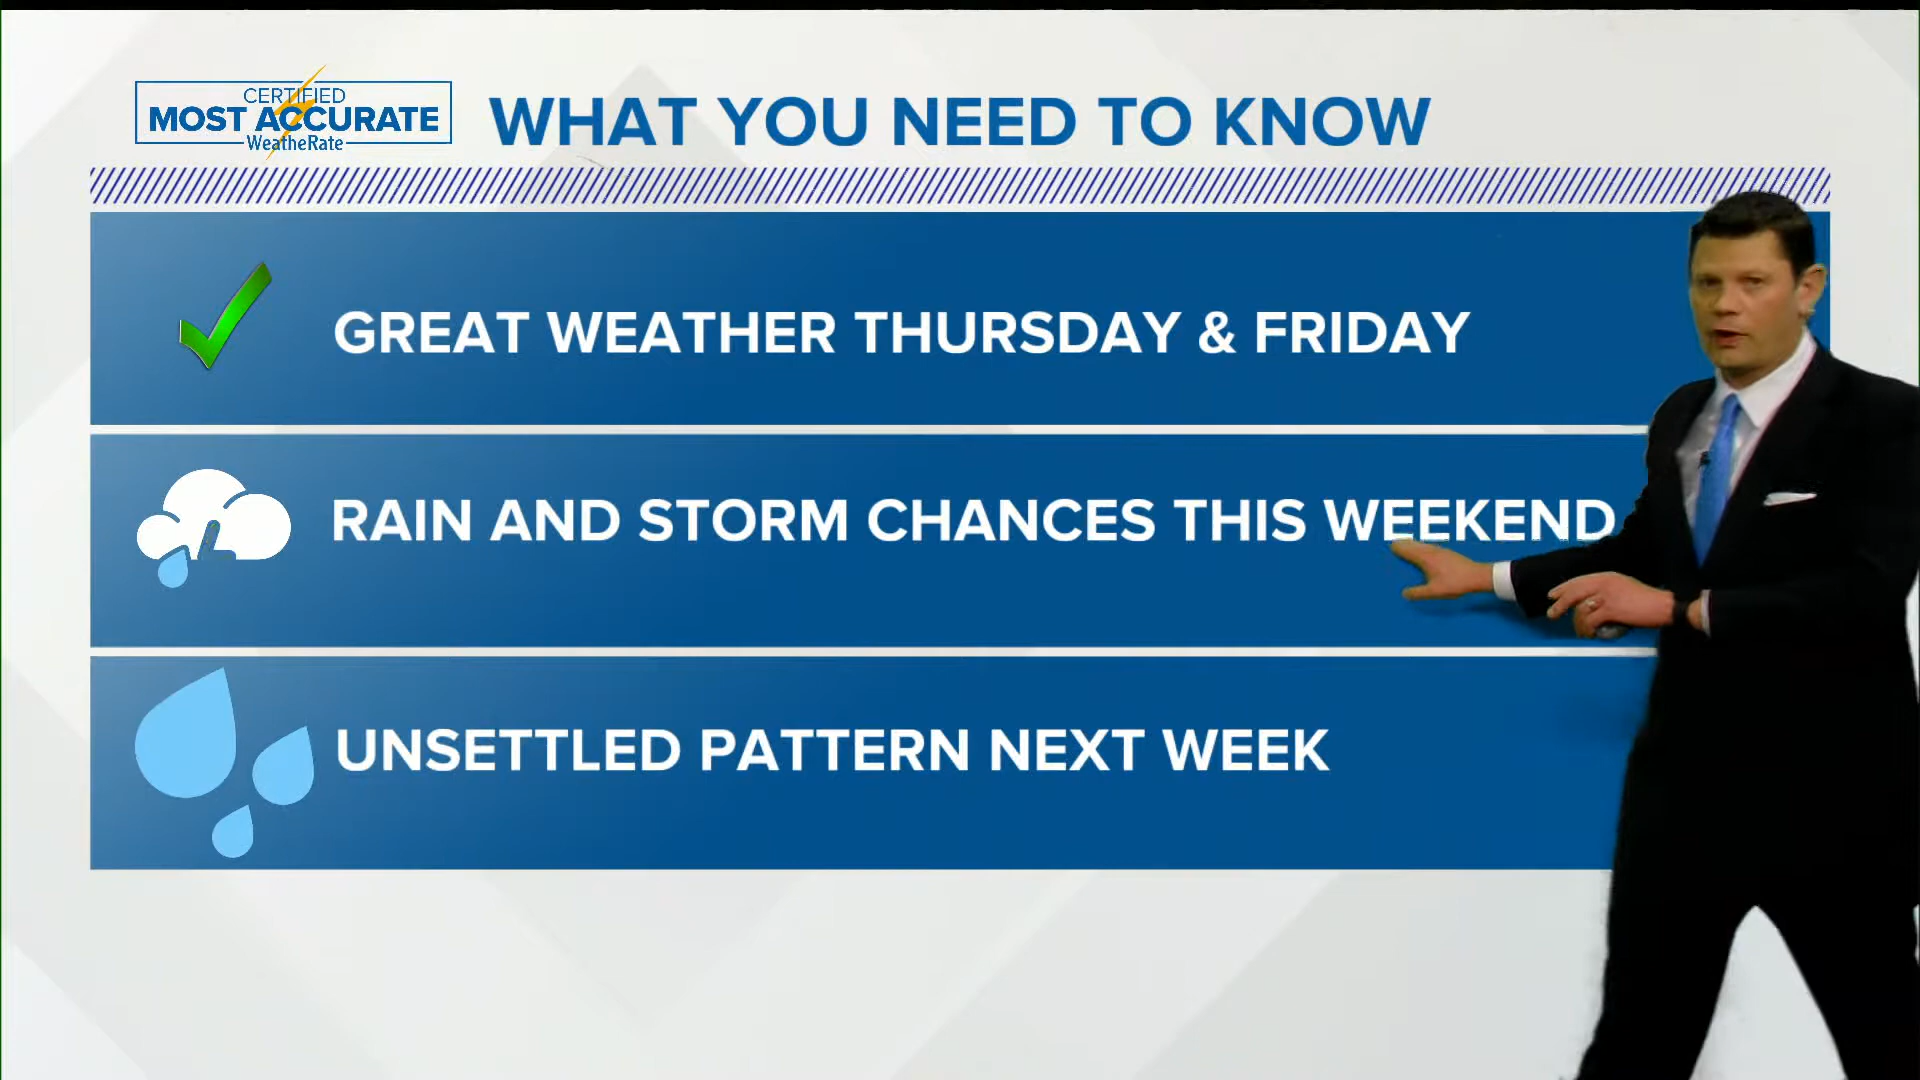 CERTIFIED
MOST ACCURATE
WeatheRate
WHAT YOU NEED TO KNOW
GREAT WEATHER THURSDAY & FRIDAY
RAIN AND STORM CHANCES THIS WEEKEND
UNSETTLED PATTERN NEXT WEEK